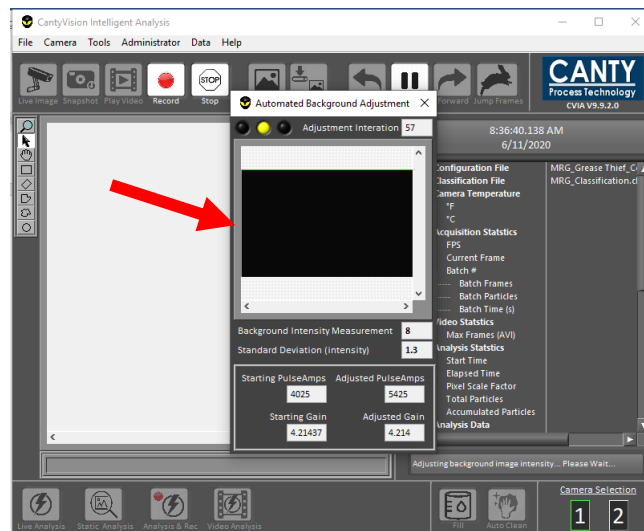 CantyVision Intelligent Analysis
File Camera Tools Administrator Data Help
Live Image Snapshot Play Video Record Stop Forward Jump Frames
STOP
CANTY
Process Technology
CVIA V9.9.2.0
Automated Background Adjustment
Adjustment Interation 57
8:36:40.138 AM
6/11/2020
Configuration File MRG_Grease Thief_C
Classification File MRG_Classification.cl
Camera Temperature
°F
°C
Acquisition Statistics
FPS
Current Frame
Batch #
Batch Frames
Batch Particles
Batch Time (s)
Video Statstics
Max Frames (AVI)
Analysis Statstics
Start Time
Elapsed Time
Pixel Scale Factor
Total Particles
Accumulated Particles
Analysis Data
Background Intensity Measurement 8
Standard Deviation (intensity) 1.3
Starting PulseAmps Adjusted PulseAmps
4025 5425
Starting Gain Adjusted Gain
4.21437 4.214
Adjusting background image intensity... Please Wait...
Live Analysis Static Analysis Analysis & Rec Video Analysis Fill Auto Clean
Camera Selection
1 2